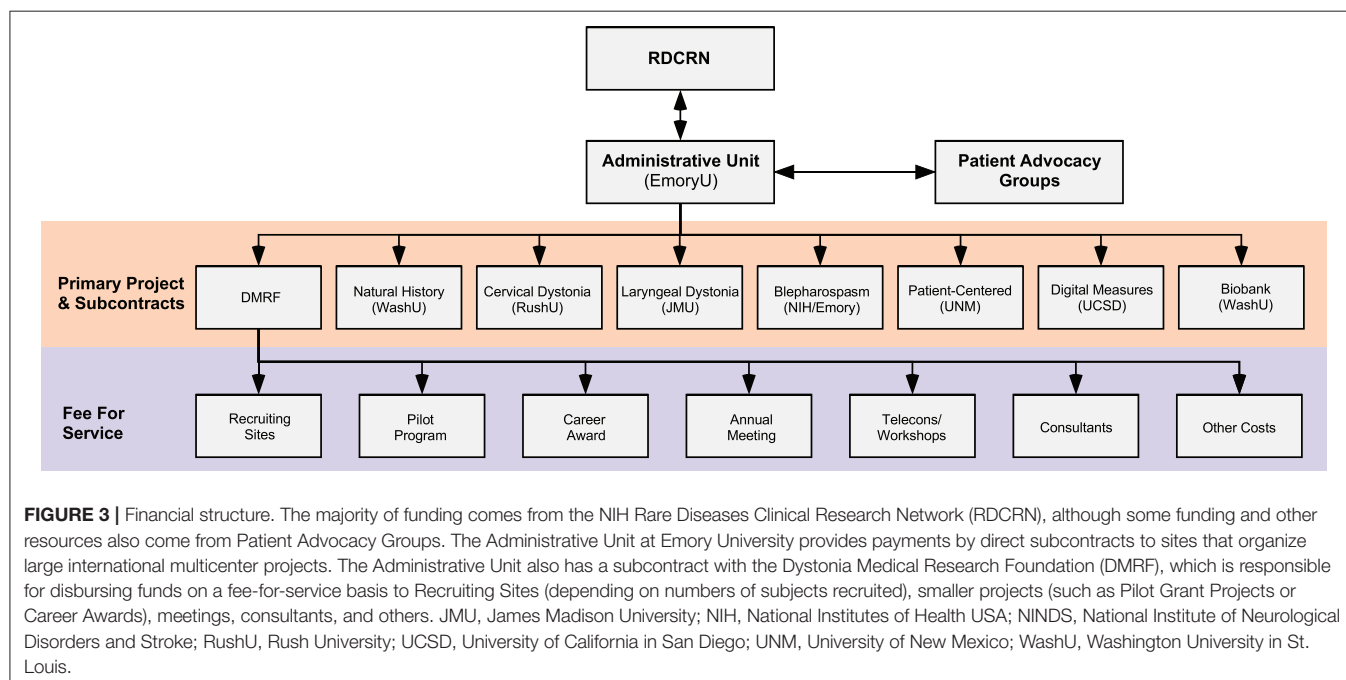 RDCRN
Administrative Unit
(EmoryU)
Patient Advocacy
Groups
Primary Project
& Subcontracts
DMRF
Natural History
(WashU)
Cervical Dystonia
(RushU)
Laryngeal Dystonia
(JMU)
Blepharospasm
(NIH/Emory)
Patient-Centered
(UNM)
Digital Measures
(UCSD)
Biobank
(WashU)
Fee For
Service
Recruiting
Sites
Pilot
Program
Career
Award
Annual
Meeting
Telecons/
Workshops
Consultants
Other Costs
FIGURE 3 | Financial structure. The majority of funding comes from the NIH Rare Diseases Clinical Research Network (RDCRN), although some funding and other
resources also come from Patient Advocacy Groups. The Administrative Unit at Emory University provides payments by direct subcontracts to sites that organize
large international multicenter projects. The Administrative Unit also has a subcontract with the Dystonia Medical Research Foundation (DMRF), which is responsible
for disbursing funds on a fee-for-service basis to Recruiting Sites (depending on numbers of subjects recruited), smaller projects (such as Pilot Grant Projects or
Career Awards), meetings, consultants, and others. JMU, James Madison University; NIH, National Institutes of Health USA; NINDS, National Institute of Neurological
Disorders and Stroke; RushU, Rush University; UCSD, University of California in San Diego; UNM, University of New Mexico; WashU, Washington University in St.
Louis.